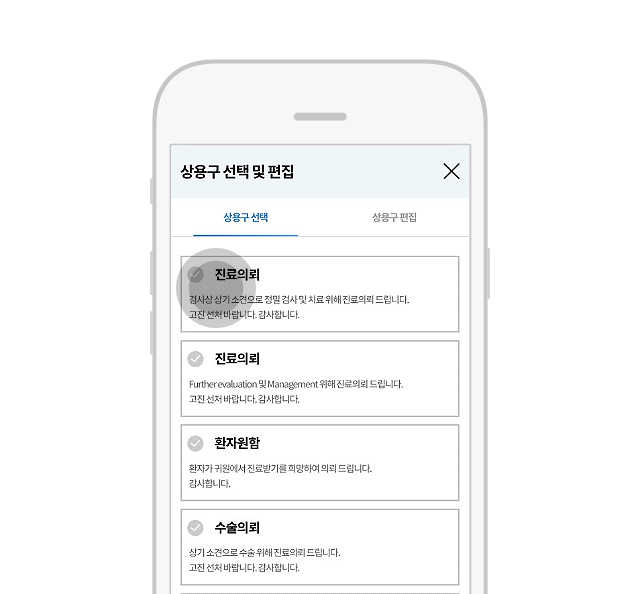 상용구 선택 및 편집
상용구 선택
상용구 편집
진료의뢰
검사상 상기 소견으로 정밀 검사 및 치료 위해 진료의뢰 드립니다.
고진 선처 바랍니다. 감사합니다.
진료의뢰
Further evaluation 및 Management 위해 진료의뢰 드립니다.
고진 선처 바랍니다. 감사합니다.
환자원함
환자가 귀원에서 진료받기를 희망하여 의뢰 드립니다.
감사합니다.
수술의뢰
상기 소견으로 수술 위해 진료의뢰 드립니다.
고진 선처 바랍니다. 감사합니다.